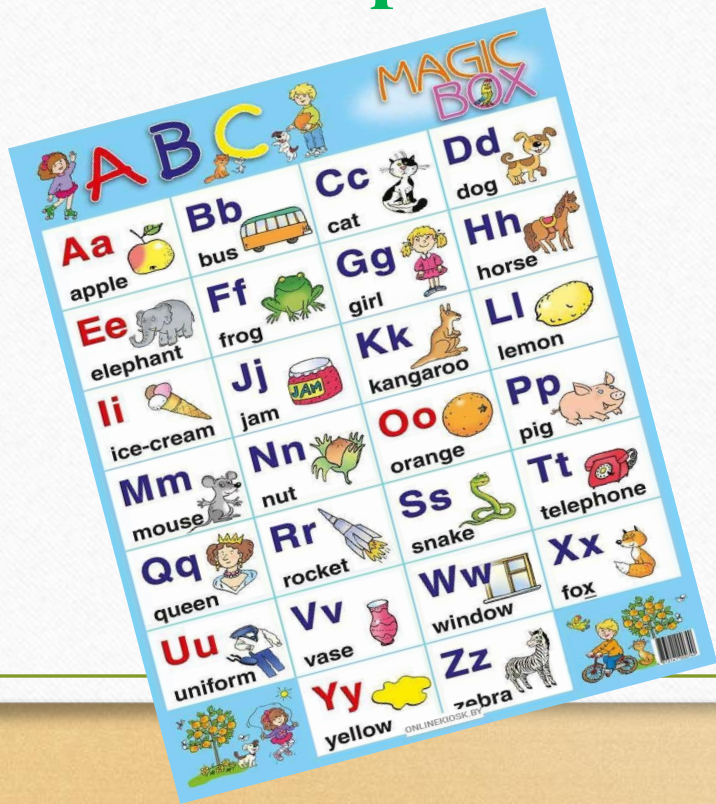 MAGIC
BOX
A B C
Aa
apple
Bb
bus
Cc
cat
Dd
dog
Ee
elephant
Ff
frog
Gg
girl
Hh
horse
Ii
ice-cream
Jj
JAM
jam
Kk
kangaroo
Ll
lemon
Mm
mouse
Nn
nut
Oo
orange
Pp
pig
Qq
queen
Rr
rocket
Ss
snake
Tt
telephone
Uu
uniform
Vv
vase
Ww
window
Xx
fox
Yy
yellow
Zz
zebra
ONLINEKIOSK.BY